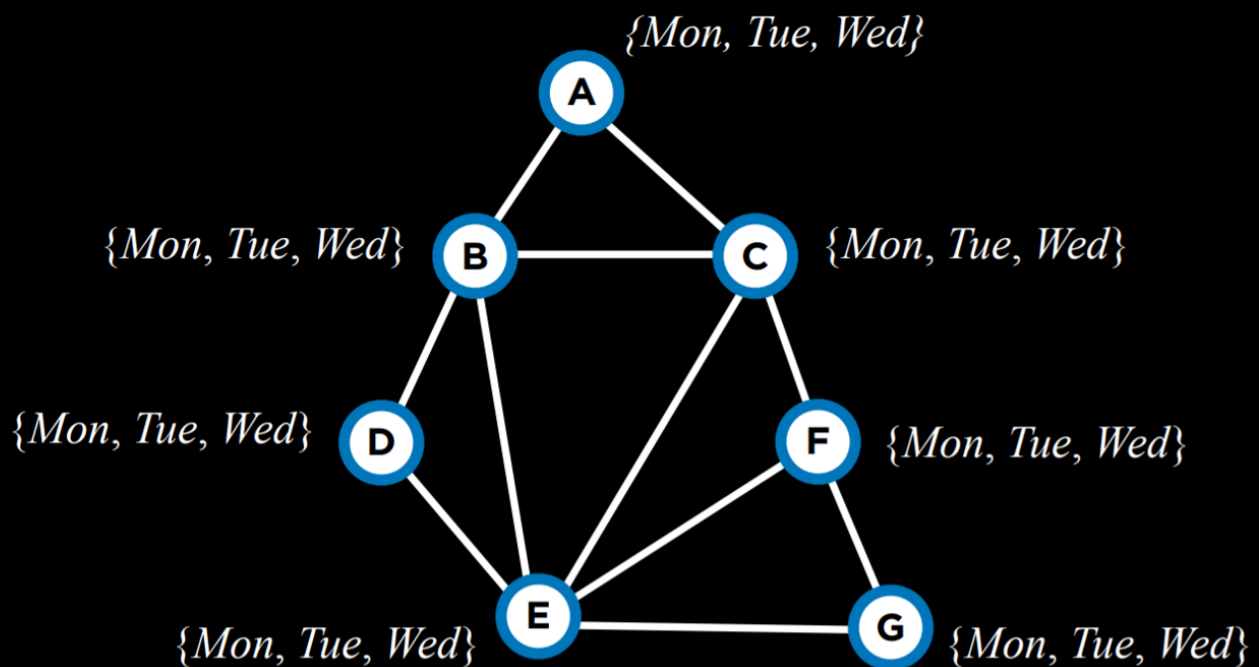 {Mon, Tue, Wed}
A
{Mon, Tue, Wed}
B
C
{Mon, Tue, Wed}
{Mon, Tue, Wed}
D
F
{Mon, Tue, Wed}
{Mon, Tue, Wed}
E
G
{Mon, Tue, Wed}